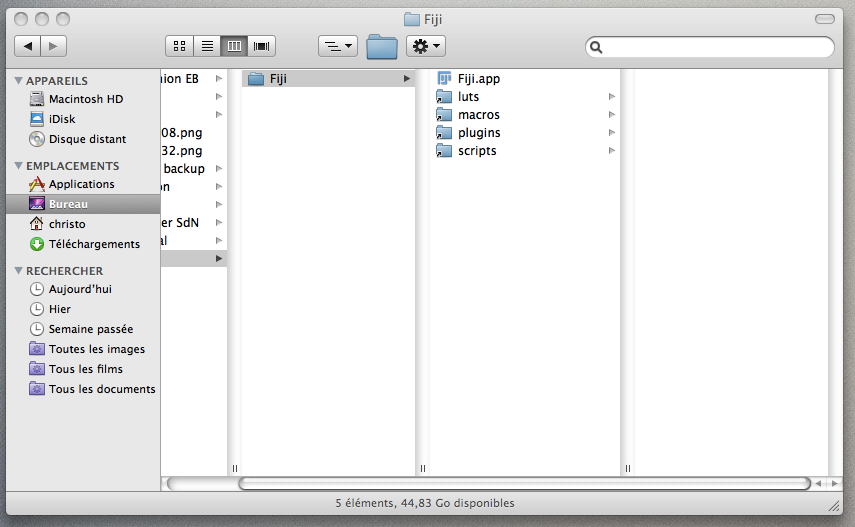 Fiji
APPAREILS
Macintosh HD
iDisk
Disque distant
EMPLACEMENTS
Applications
Bureau
christo
Téléchargements
RECHERCHER
Aujourd'hui
Hier
Semaine passée
Toutes les images
Tous les films
Tous les documents
ion EB
08.png
32.png
backup
on
er SdN
al
Fiji
Fiji.app
luts
macros
plugins
scripts
5 éléments, 44,83 Go disponibles